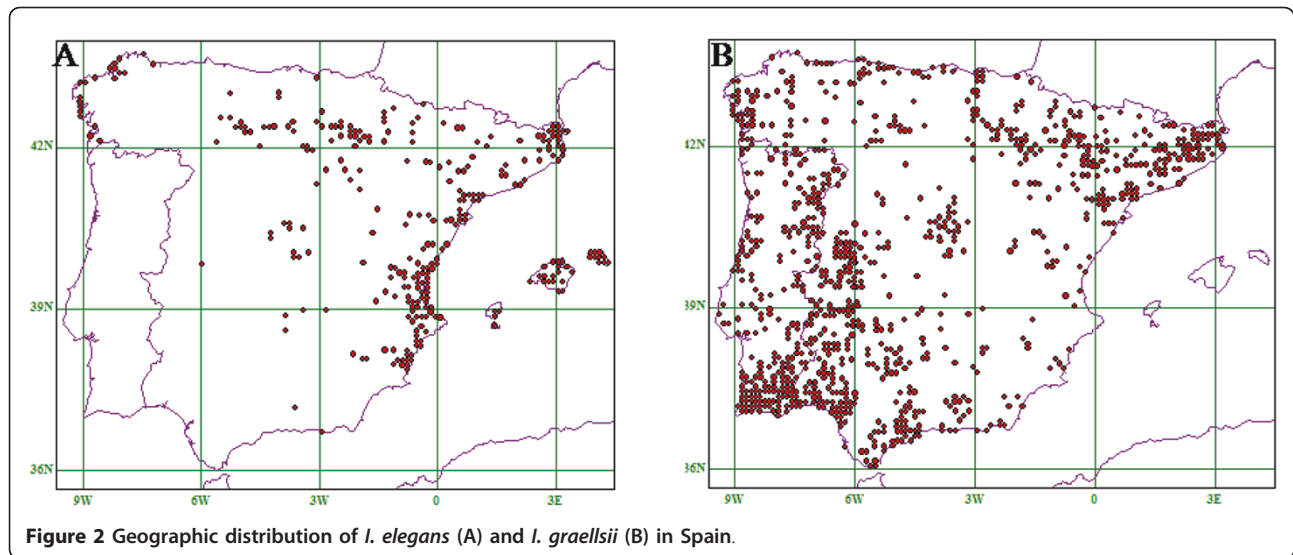 A
42N
39N
36N
9W 6W 3W 0 3E
B
42N
39N
36N
9W 6W 3W 0 3E
Figure 2 Geographic distribution of I. elegans (A) and I. graellsii (B) in Spain.